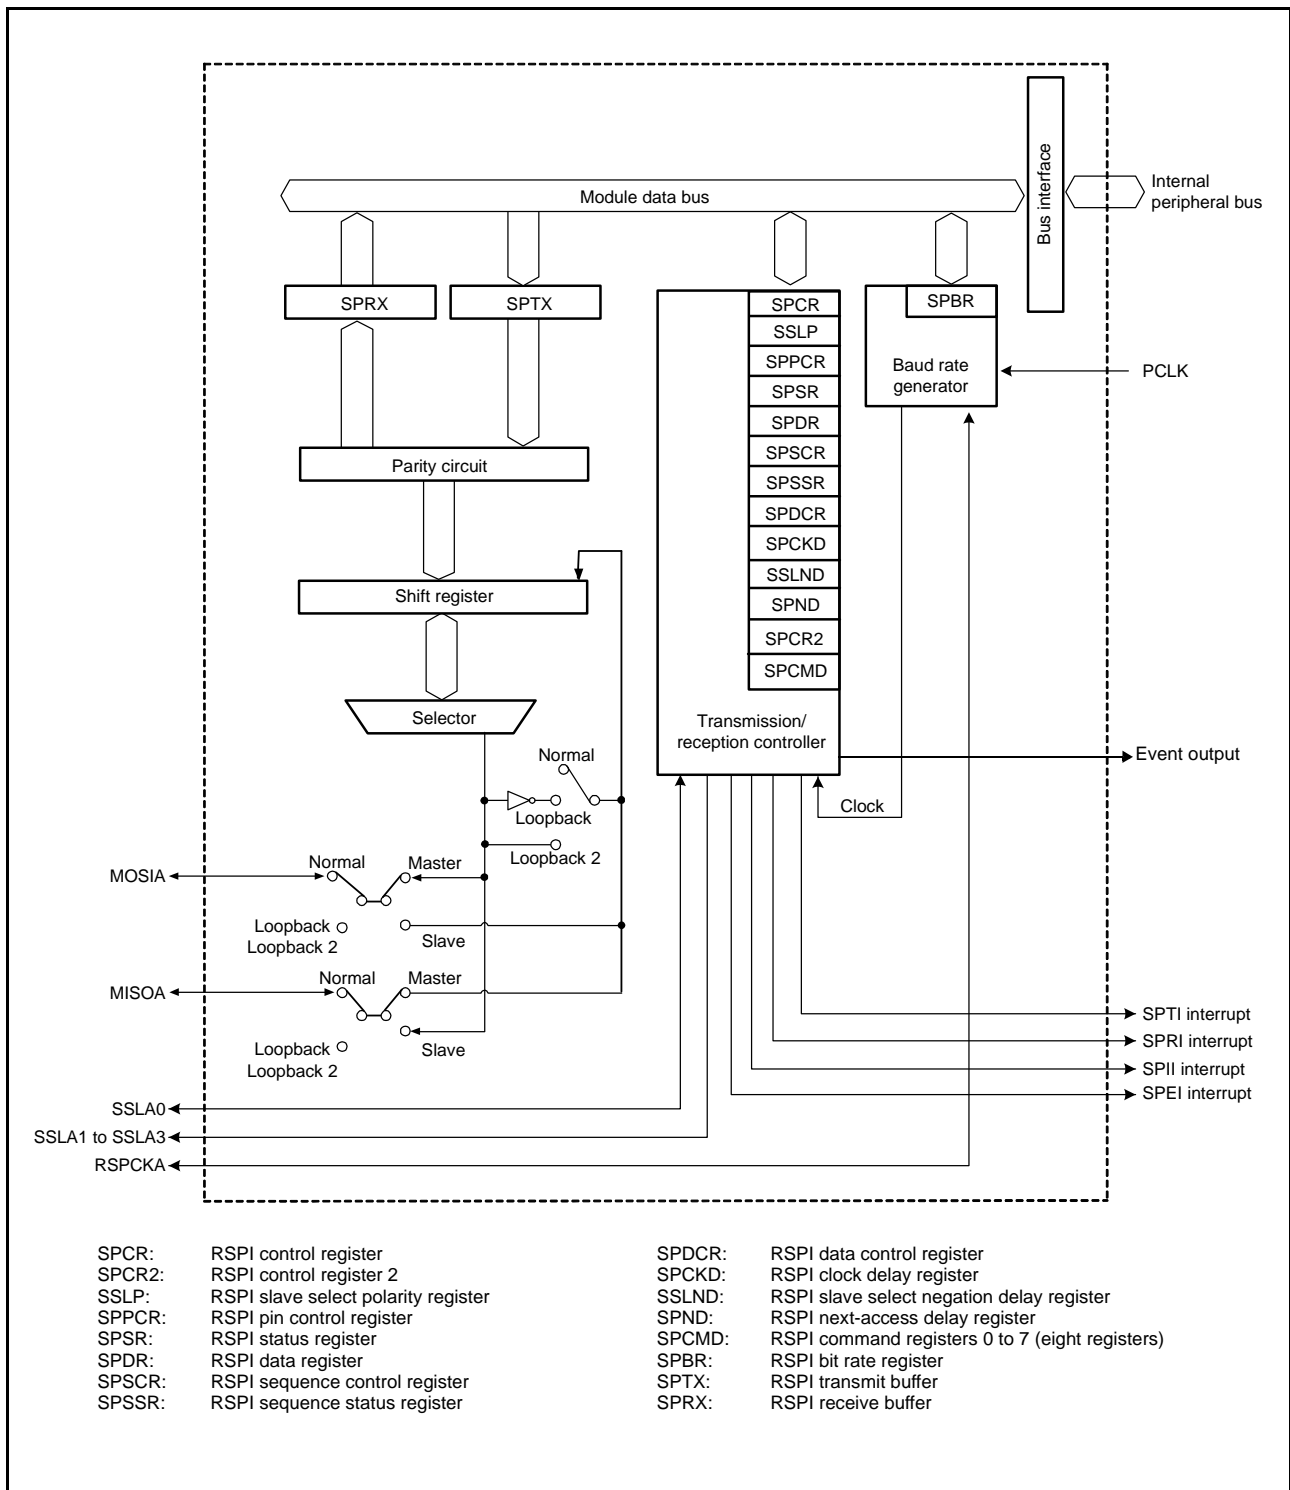 Bus interface
Internal
peripheral bus
Module data bus
SPRX
SPTX
SPCR
SSLP
SPPCR
SPSR
SPDR
SPSCR
SPSSR
SPDCR
SPCKD
SSLND
SPND
SPCR2
SPCMD
SPBR
Baud rate
generator
PCLK
Parity circuit
Shift register
Selector
Transmission/
reception controller
Event output
Clock
Normal
Loopback
Loopback 2
MOSIA
Normal
Master
Loopback
Loopback 2
Slave
MISOA
Normal
Master
Loopback
Loopback 2
Slave
SPTI interrupt
SPRI interrupt
SPII interrupt
SPEI interrupt
SSLA0
SSLA1 to SSLA3
RSPCKA
SPCR: RSPI control register
SPCR2: RSPI control register 2
SSLP: RSPI slave select polarity register
SPPCR: RSPI pin control register
SPSR: RSPI status register
SPDR: RSPI data register
SPSCR: RSPI sequence control register
SPSSR: RSPI sequence status register
SPDCR: RSPI data control register
SPCKD: RSPI clock delay register
SSLND: RSPI slave select negation delay register
SPND: RSPI next-access delay register
SPCMD: RSPI command registers 0 to 7 (eight registers)
SPBR: RSPI bit rate register
SPTX: RSPI transmit buffer
SPRX: RSPI receive buffer